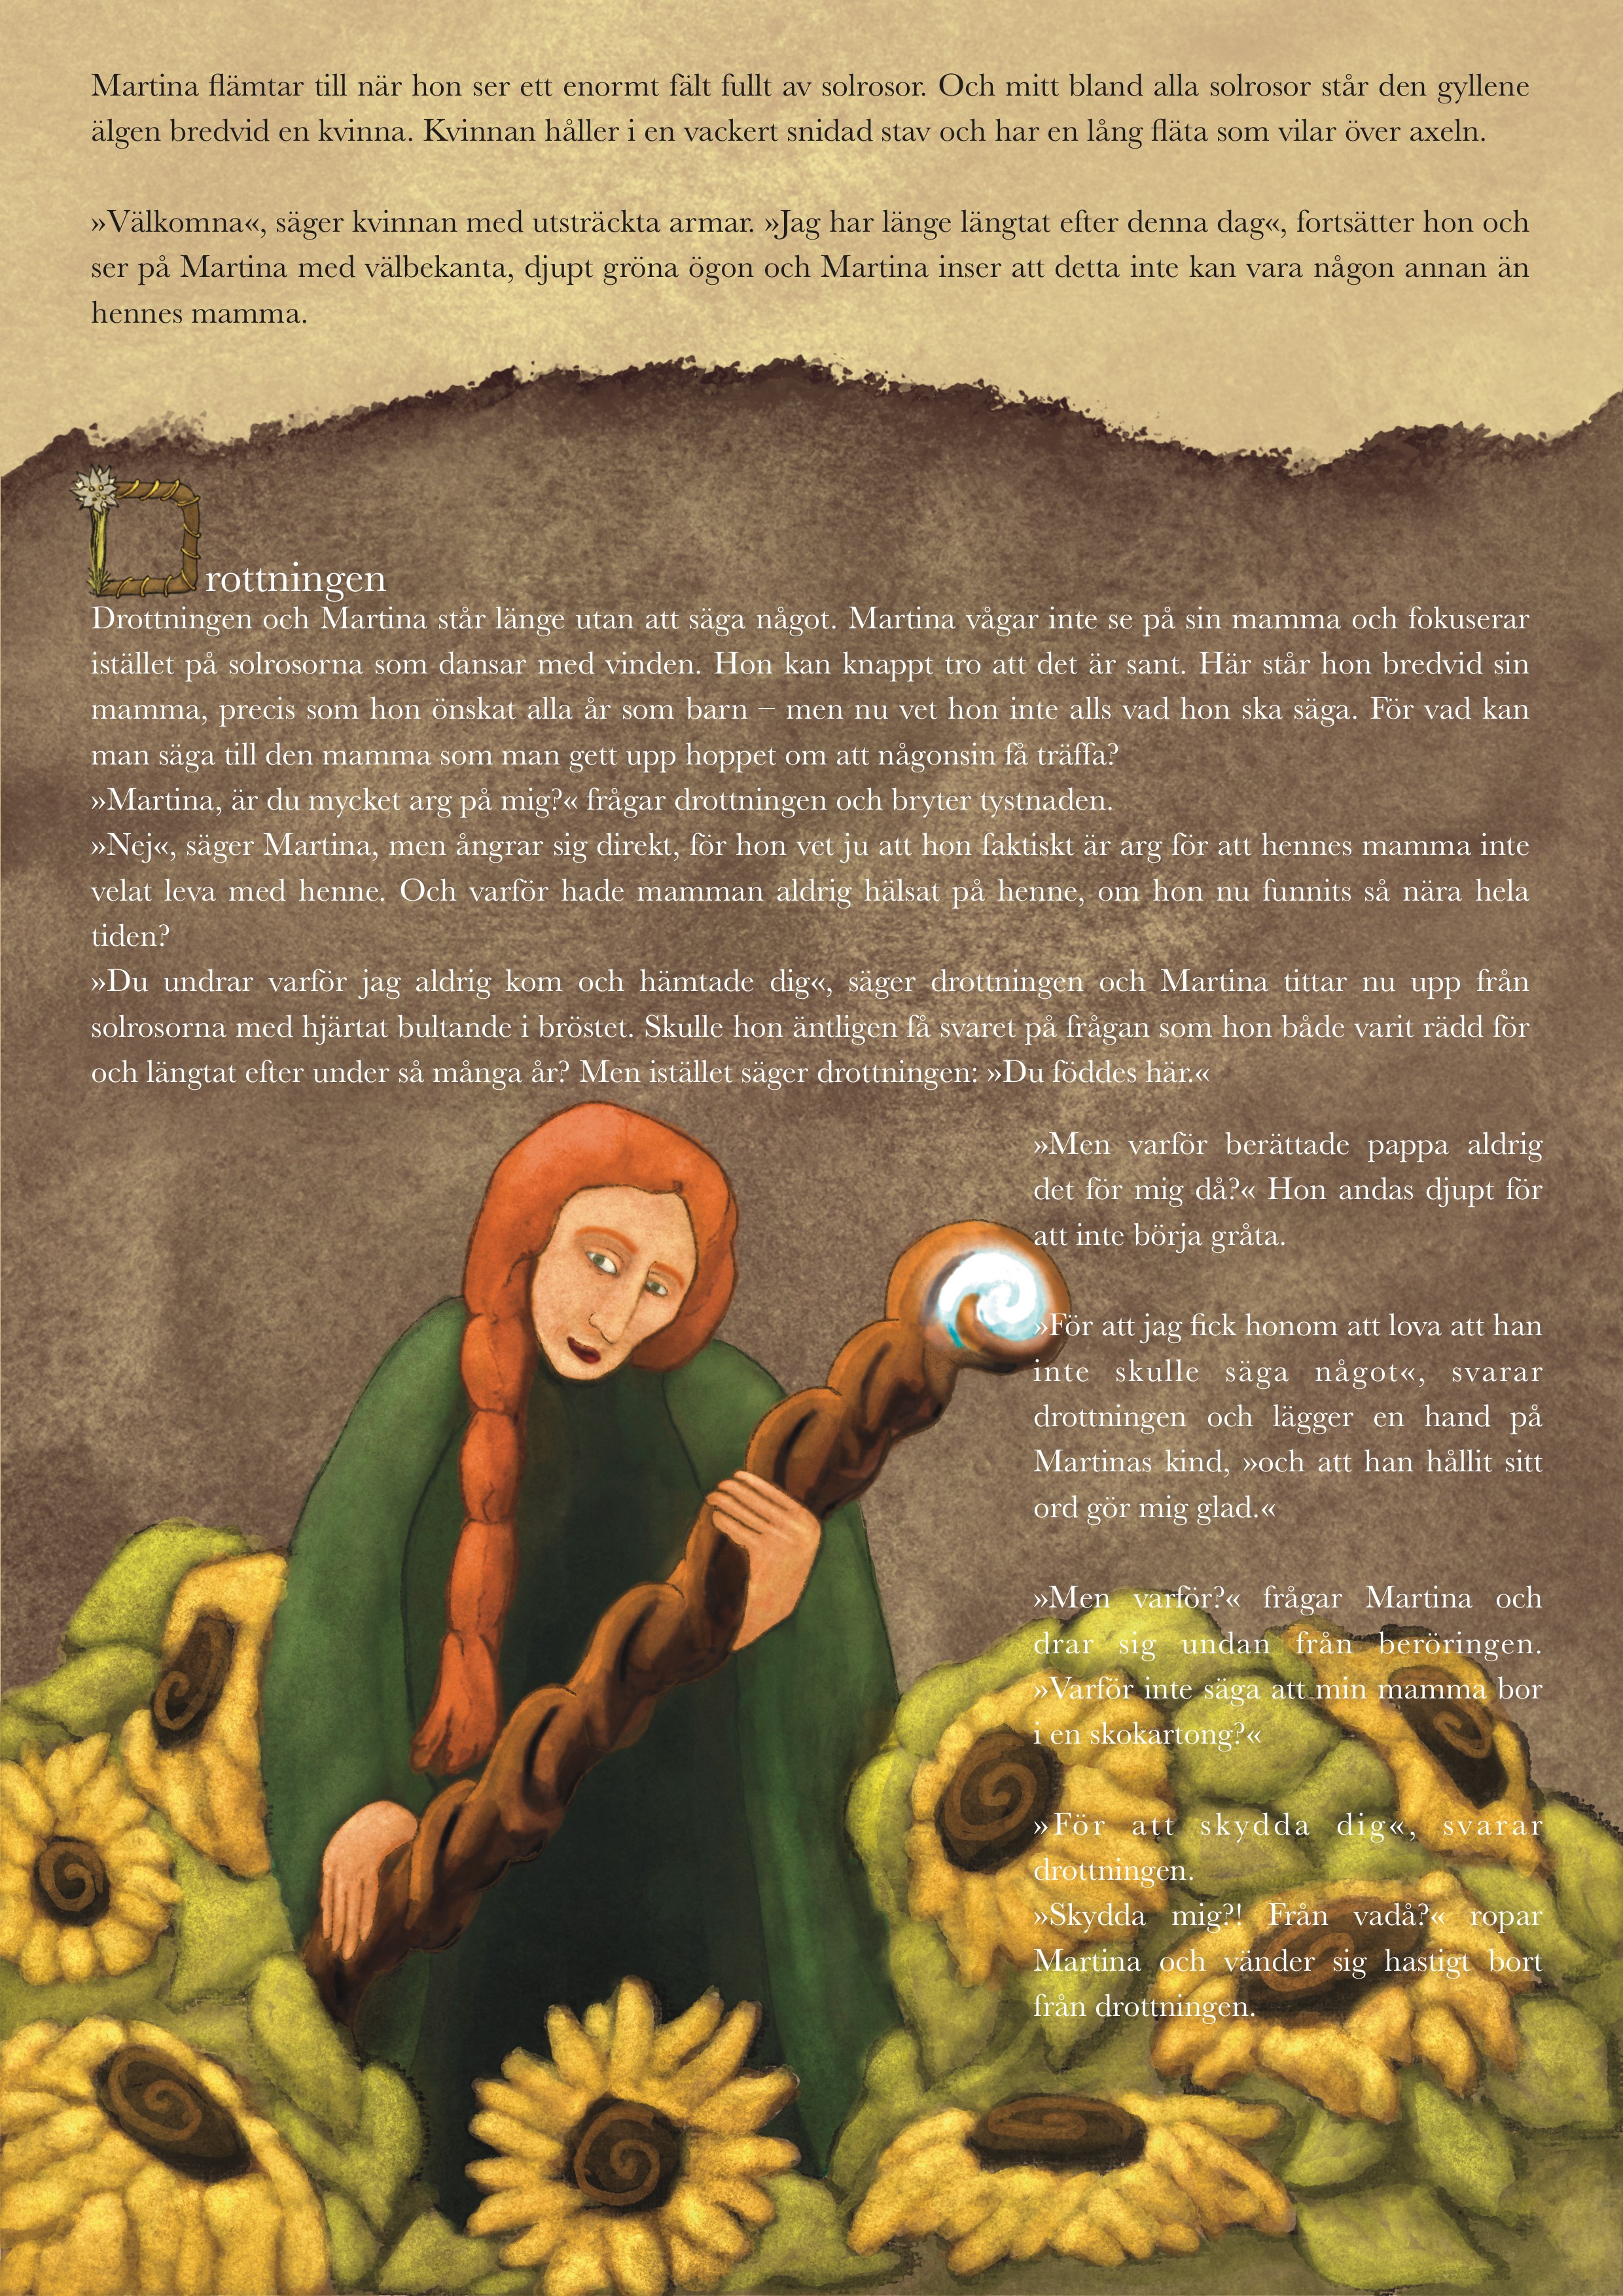 Martina flämtar till när hon ser ett enormt fält fullt av solrosor. Och mitt bland alla solrosor står den gyllene
älgen bredvid en kvinna. Kvinnan håller i en vackert snidad stav och har en lång fläta som vilar över axeln.
»Välkomna«, säger kvinnan med utsträckta armar. »Jag har länge längtat efter denna dag«, fortsätter hon och
ser på Martina med välbekanta, djupt gröna ögon och Martina inser att detta inte kan vara någon annan än
hennes mamma.
Drottningen
Drottningen och Martina står länge utan att säga något. Martina vågar inte se på sin mamma och fokuserar
istället på solrosorna som dansar med vinden. Hon kan knappt tro att det är sant. Här står hon bredvid sin
mamma, precis som hon önskat alla år som barn – men nu vet hon inte alls vad hon ska säga. För vad kan
man säga till den mamma som man gett upp hoppet om att någonsin få träffa?
»Martina, är du mycket arg på mig?« frågar drottningen och bryter tystnaden.
»Nej«, säger Martina, men ångrar sig direkt, för hon vet ju att hon faktiskt är arg för att hennes mamma inte
velat leva med henne. Och varför hade mamman aldrig hälsat på henne, om hon nu funnits så nära hela
tiden?
»Du undrar varför jag aldrig kom och hämtade dig«, säger drottningen och Martina tittar nu upp från
solrosorna med hjärtat bultande i bröstet. Skulle hon äntligen få svaret på frågan som hon både varit rädd för
och längtat efter under så många år? Men istället säger drottningen: »Du föddes här.«
»Men varför berättade pappa aldrig
det för mig då?« Hon andas djupt för
att inte börja gråta.
»För att jag fick honom att lova att han
inte skulle säga något«, svarar
drottningen och lägger en hand på
Martinas kind, »och att han hållit sitt
ord gör mig glad.«
»Men varför?« frågar Martina och
drar sig undan från beröringen.
»Varför inte säga att min mamma bor
i en skokartong?«
»För att skydda dig«, svarar
drottningen.
»Skydda mig?! Från vadå?« ropar
Martina och vänder sig hastigt bort
från drottningen.